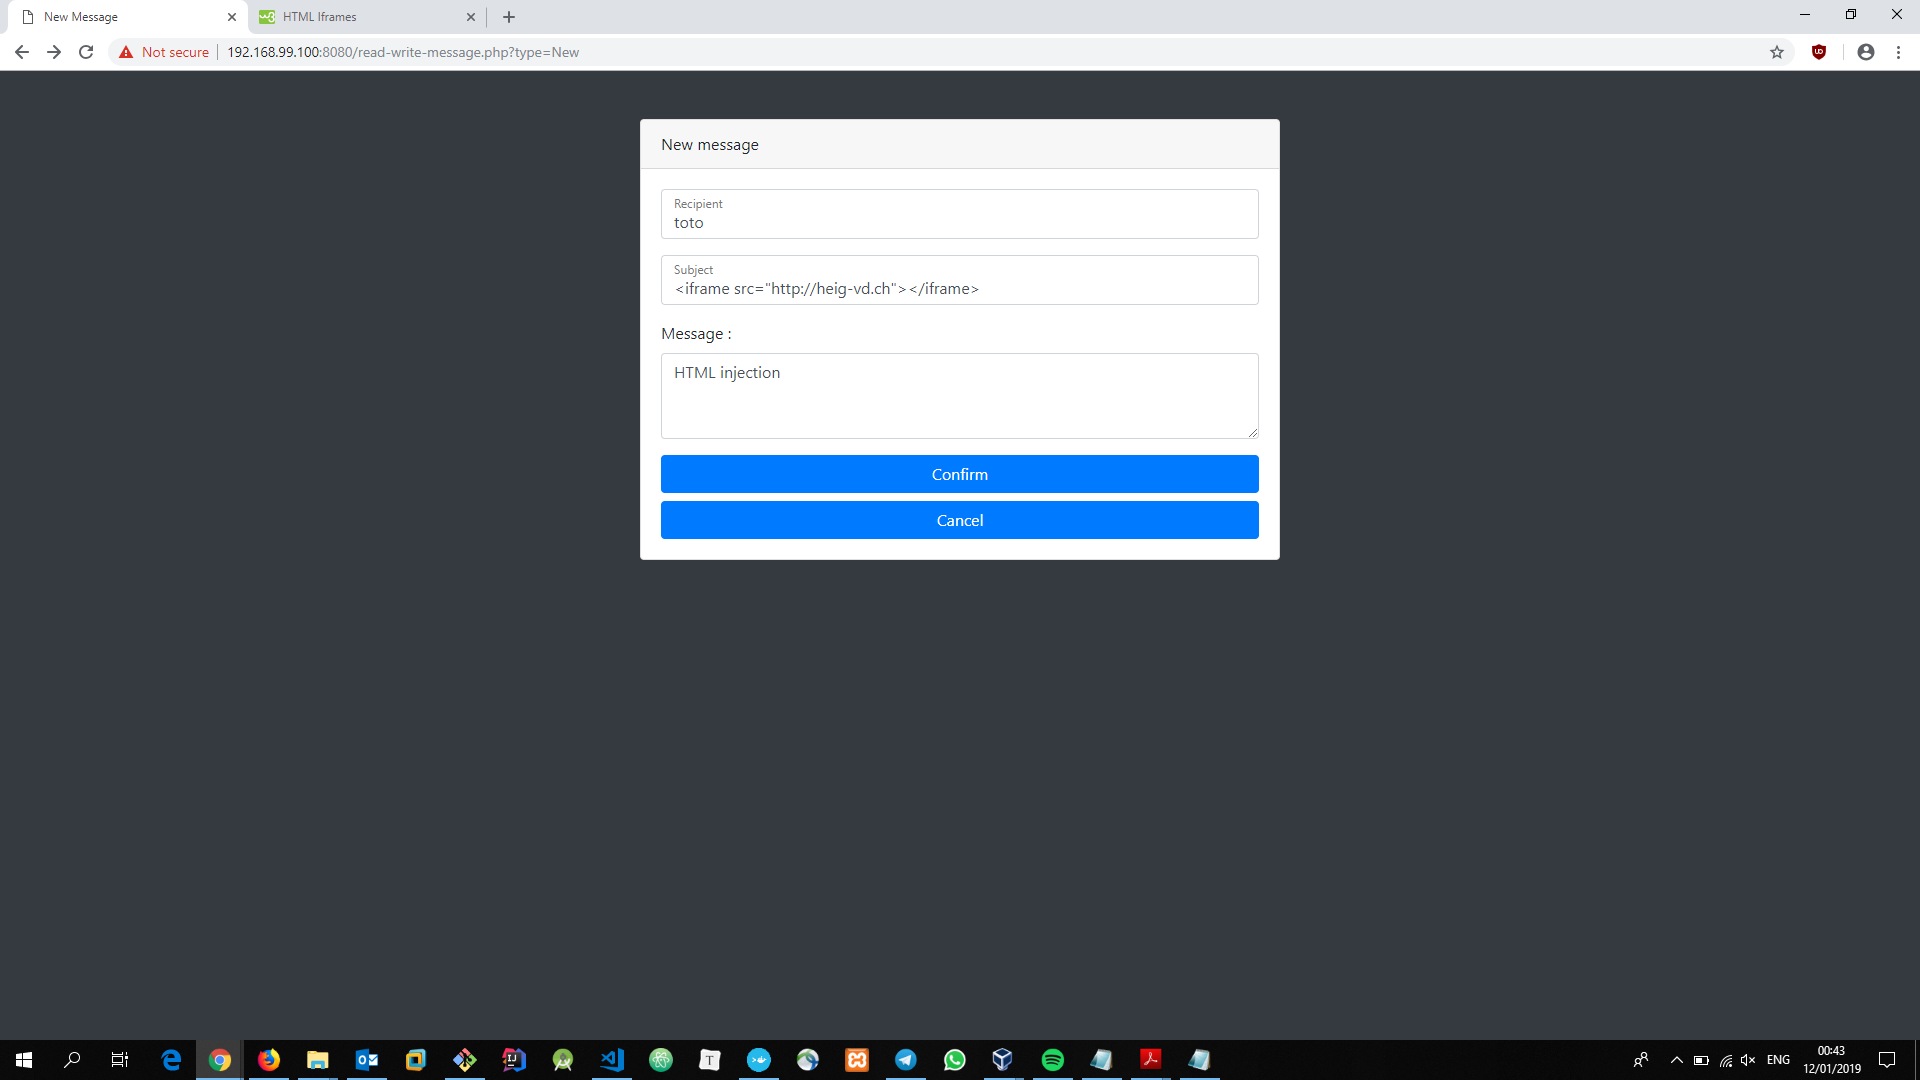 New Message
HTML Iframes
Not secure
192.168.99.100:8080/read-write-message.php?type=New
New message
Recipient
toto
Subject
<iframe src="http://heig-vd.ch"></iframe>
Message :
HTML injection
Confirm
Cancel
ENG
00:43
12/01/2019